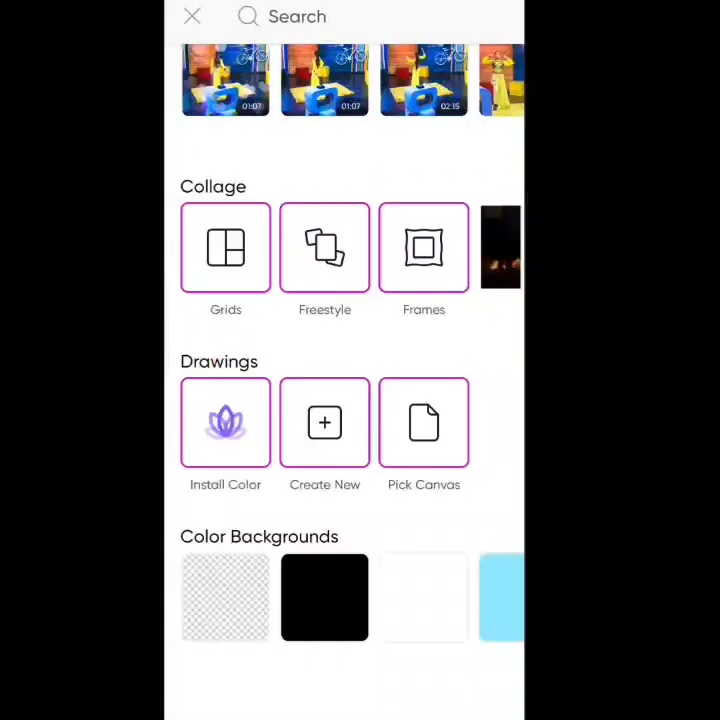 Search
01:07
01:07
02:15
Collage
Grids
Freestyle
Frames
Drawings
Install Color
Create New
Pick Canvas
Color Backgrounds